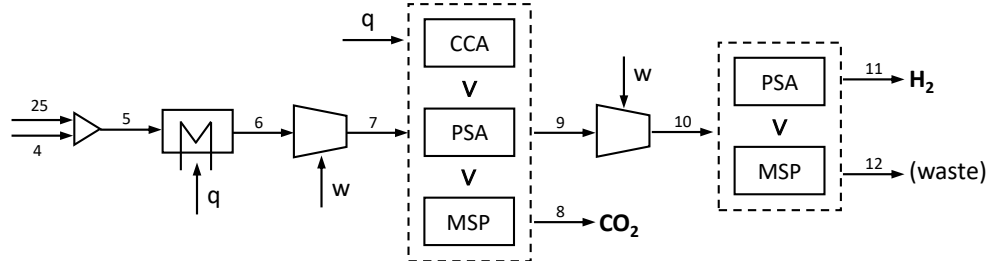 q
CCA
w
PSA
11
H₂
25
5
6
7
∨
PSA
9
10
∨
4
MSP
12
(waste)
q
w
∨
MSP
8
CO₂